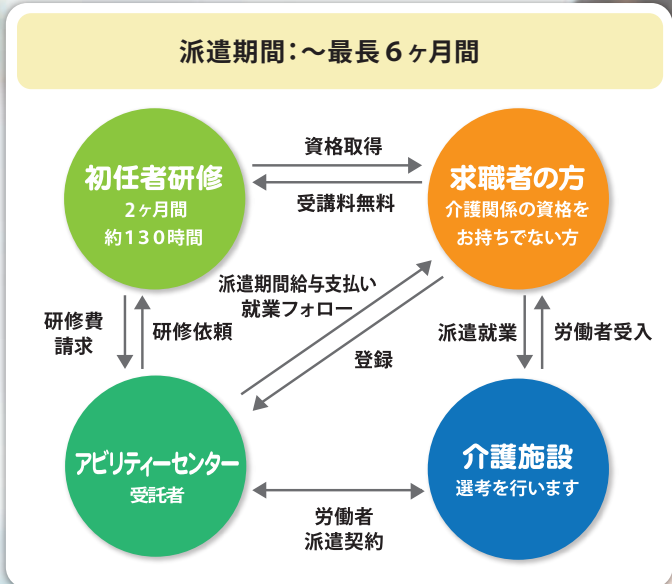 派遣期間：〜最長６ヶ月間
初任者研修
２ヶ月間
約１３０時間
資格取得
受講料無料
求職者の方
介護関係の資格を
お持ちでない方
研修費
請求
研修依頼
派遣期間給与支払い
就業フォロー
登録
派遣就業
労働者受入
アビリティーセンター
受託者
労働者
派遣契約
介護施設
選考を行います